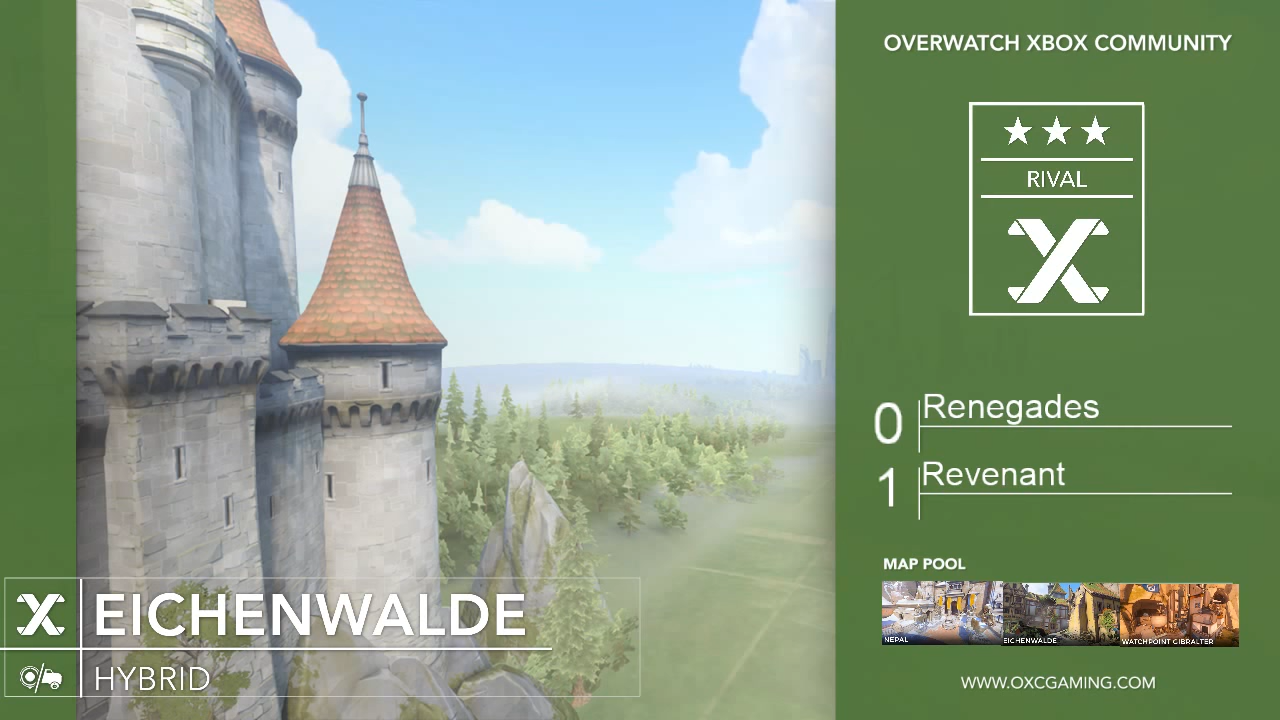 OVERWATCH XBOX COMMUNITY
RIVAL
0 Renegades
1 Revenant
MAP POOL
NEPAL
EICHENWALDE
WATCHPOINT GIBRALTER
WWW.OXCGAMING.COM
EICHENWALDE
HYBRID